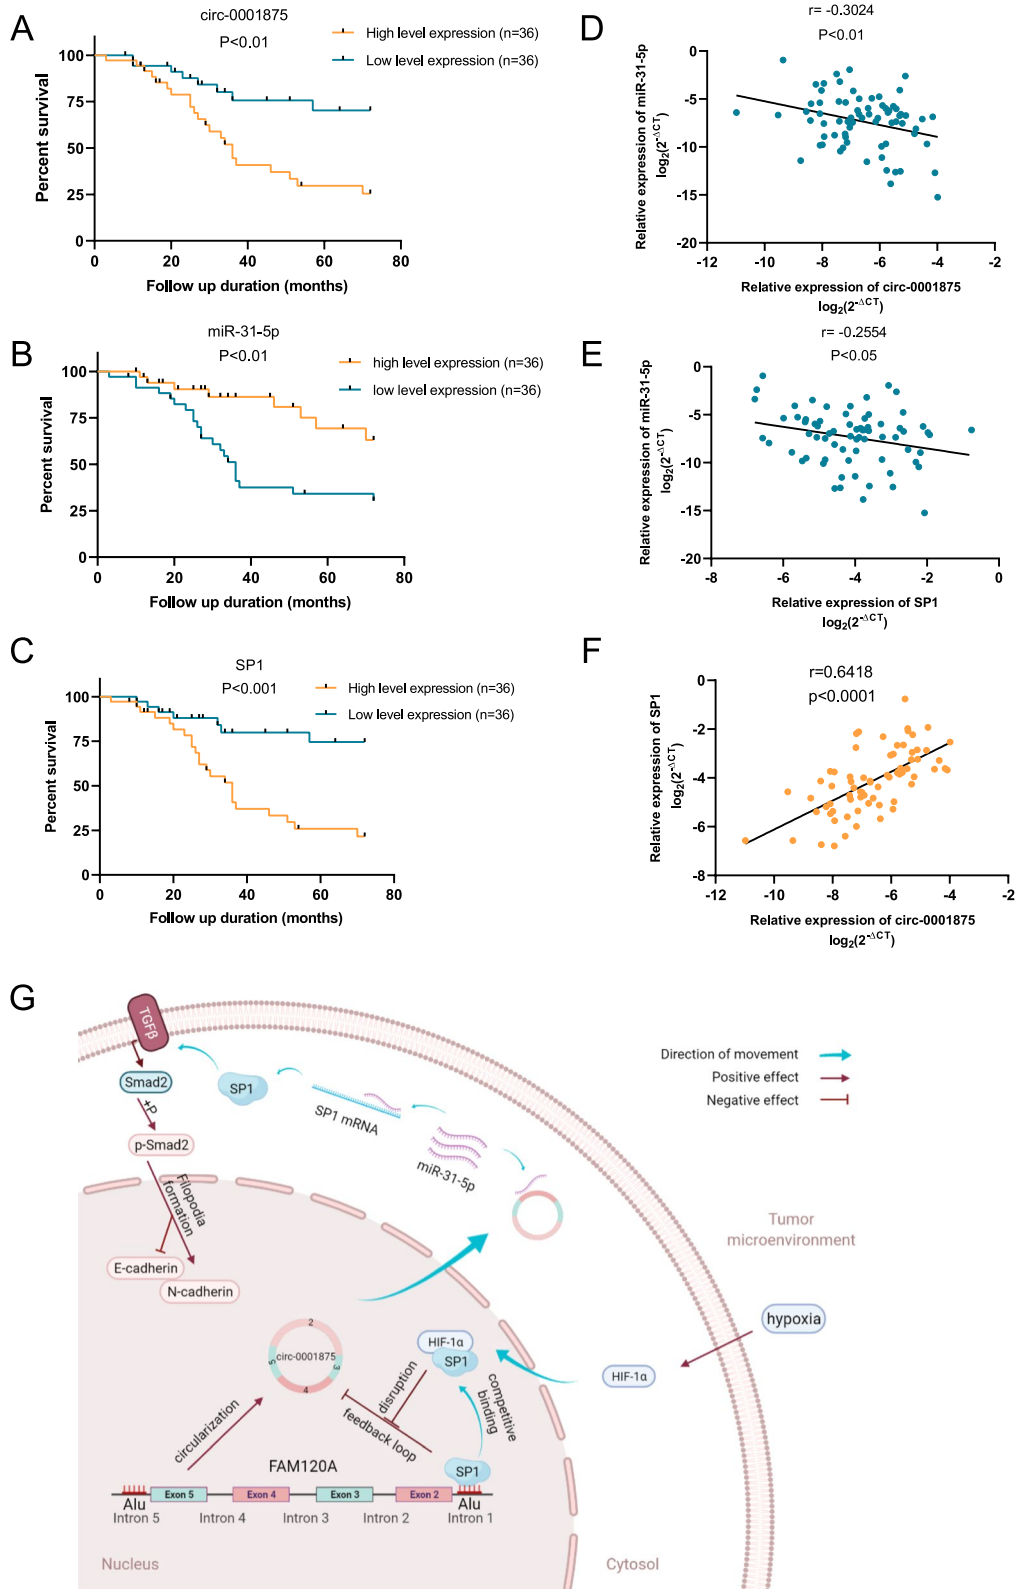 A
circ-0001875
P<0.01
High level expression (n=36)
Low level expression (n=36)
Percent survival
100
75
50
25
0
0 20 40 60 80
Follow up duration (months)
D
r= -0.3024
P<0.01
Relative expression of miR-31-5p
log2(2-ΔCT)
0
-5
-10
-15
-20
-12 -10 -8 -6 -4 -2
Relative expression of circ-0001875
log2(2-ΔCT)
B
miR-31-5p
P<0.01
high level expression (n=36)
low level expression (n=36)
Percent survival
100
75
50
25
0
0 20 40 60 80
Follow up duration (months)
E
r= -0.2554
P<0.05
Relative expression of miR-31-5p
log2(2-ΔCT)
0
-5
-10
-15
-20
-8 -6 -4 -2 0
Relative expression of SP1
log2(2-ΔCT)
C
SP1
P<0.001
High level expression (n=36)
Low level expression (n=36)
Percent survival
100
75
50
25
0
0 20 40 60 80
Follow up duration (months)
F
r=0.6418
p<0.0001
Relative expression of SP1
log2(2-ΔCT)
0
-2
-4
-6
-8
-12 -10 -8 -6 -4 -2
Relative expression of circ-0001875
log2(2-ΔCT)
G
TGFβ
Smad2
+P
p-Smad2
Filopodia
formation
E-cadherin
N-cadherin
SP1
SP1 mRNA
miR-31-5p
Direction of movement
Positive effect
Negative effect
Tumor
microenvironment
hypoxia
HIF-1α
HIF-1α
SP1
circ-0001875
2
3
4
5
disruption
feedback loop
competitive
binding
circularization
FAM120A
SP1
Exon 5 Exon 4 Exon 3 Exon 2
Alu Alu
Intron 5 Intron 4 Intron 3 Intron 2 Intron 1
Nucleus
Cytosol